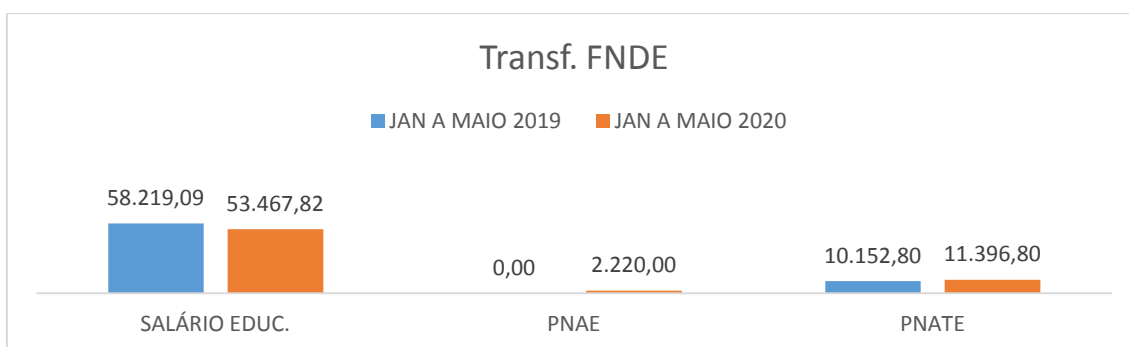 Transf. FNDE
JAN A MAIO 2019 JAN A MAIO 2020
58.219,09 53.467,82
0,00 2.220,00
10.152,80 11.396,80
SALÁRIO EDUC. PNAE PNATE